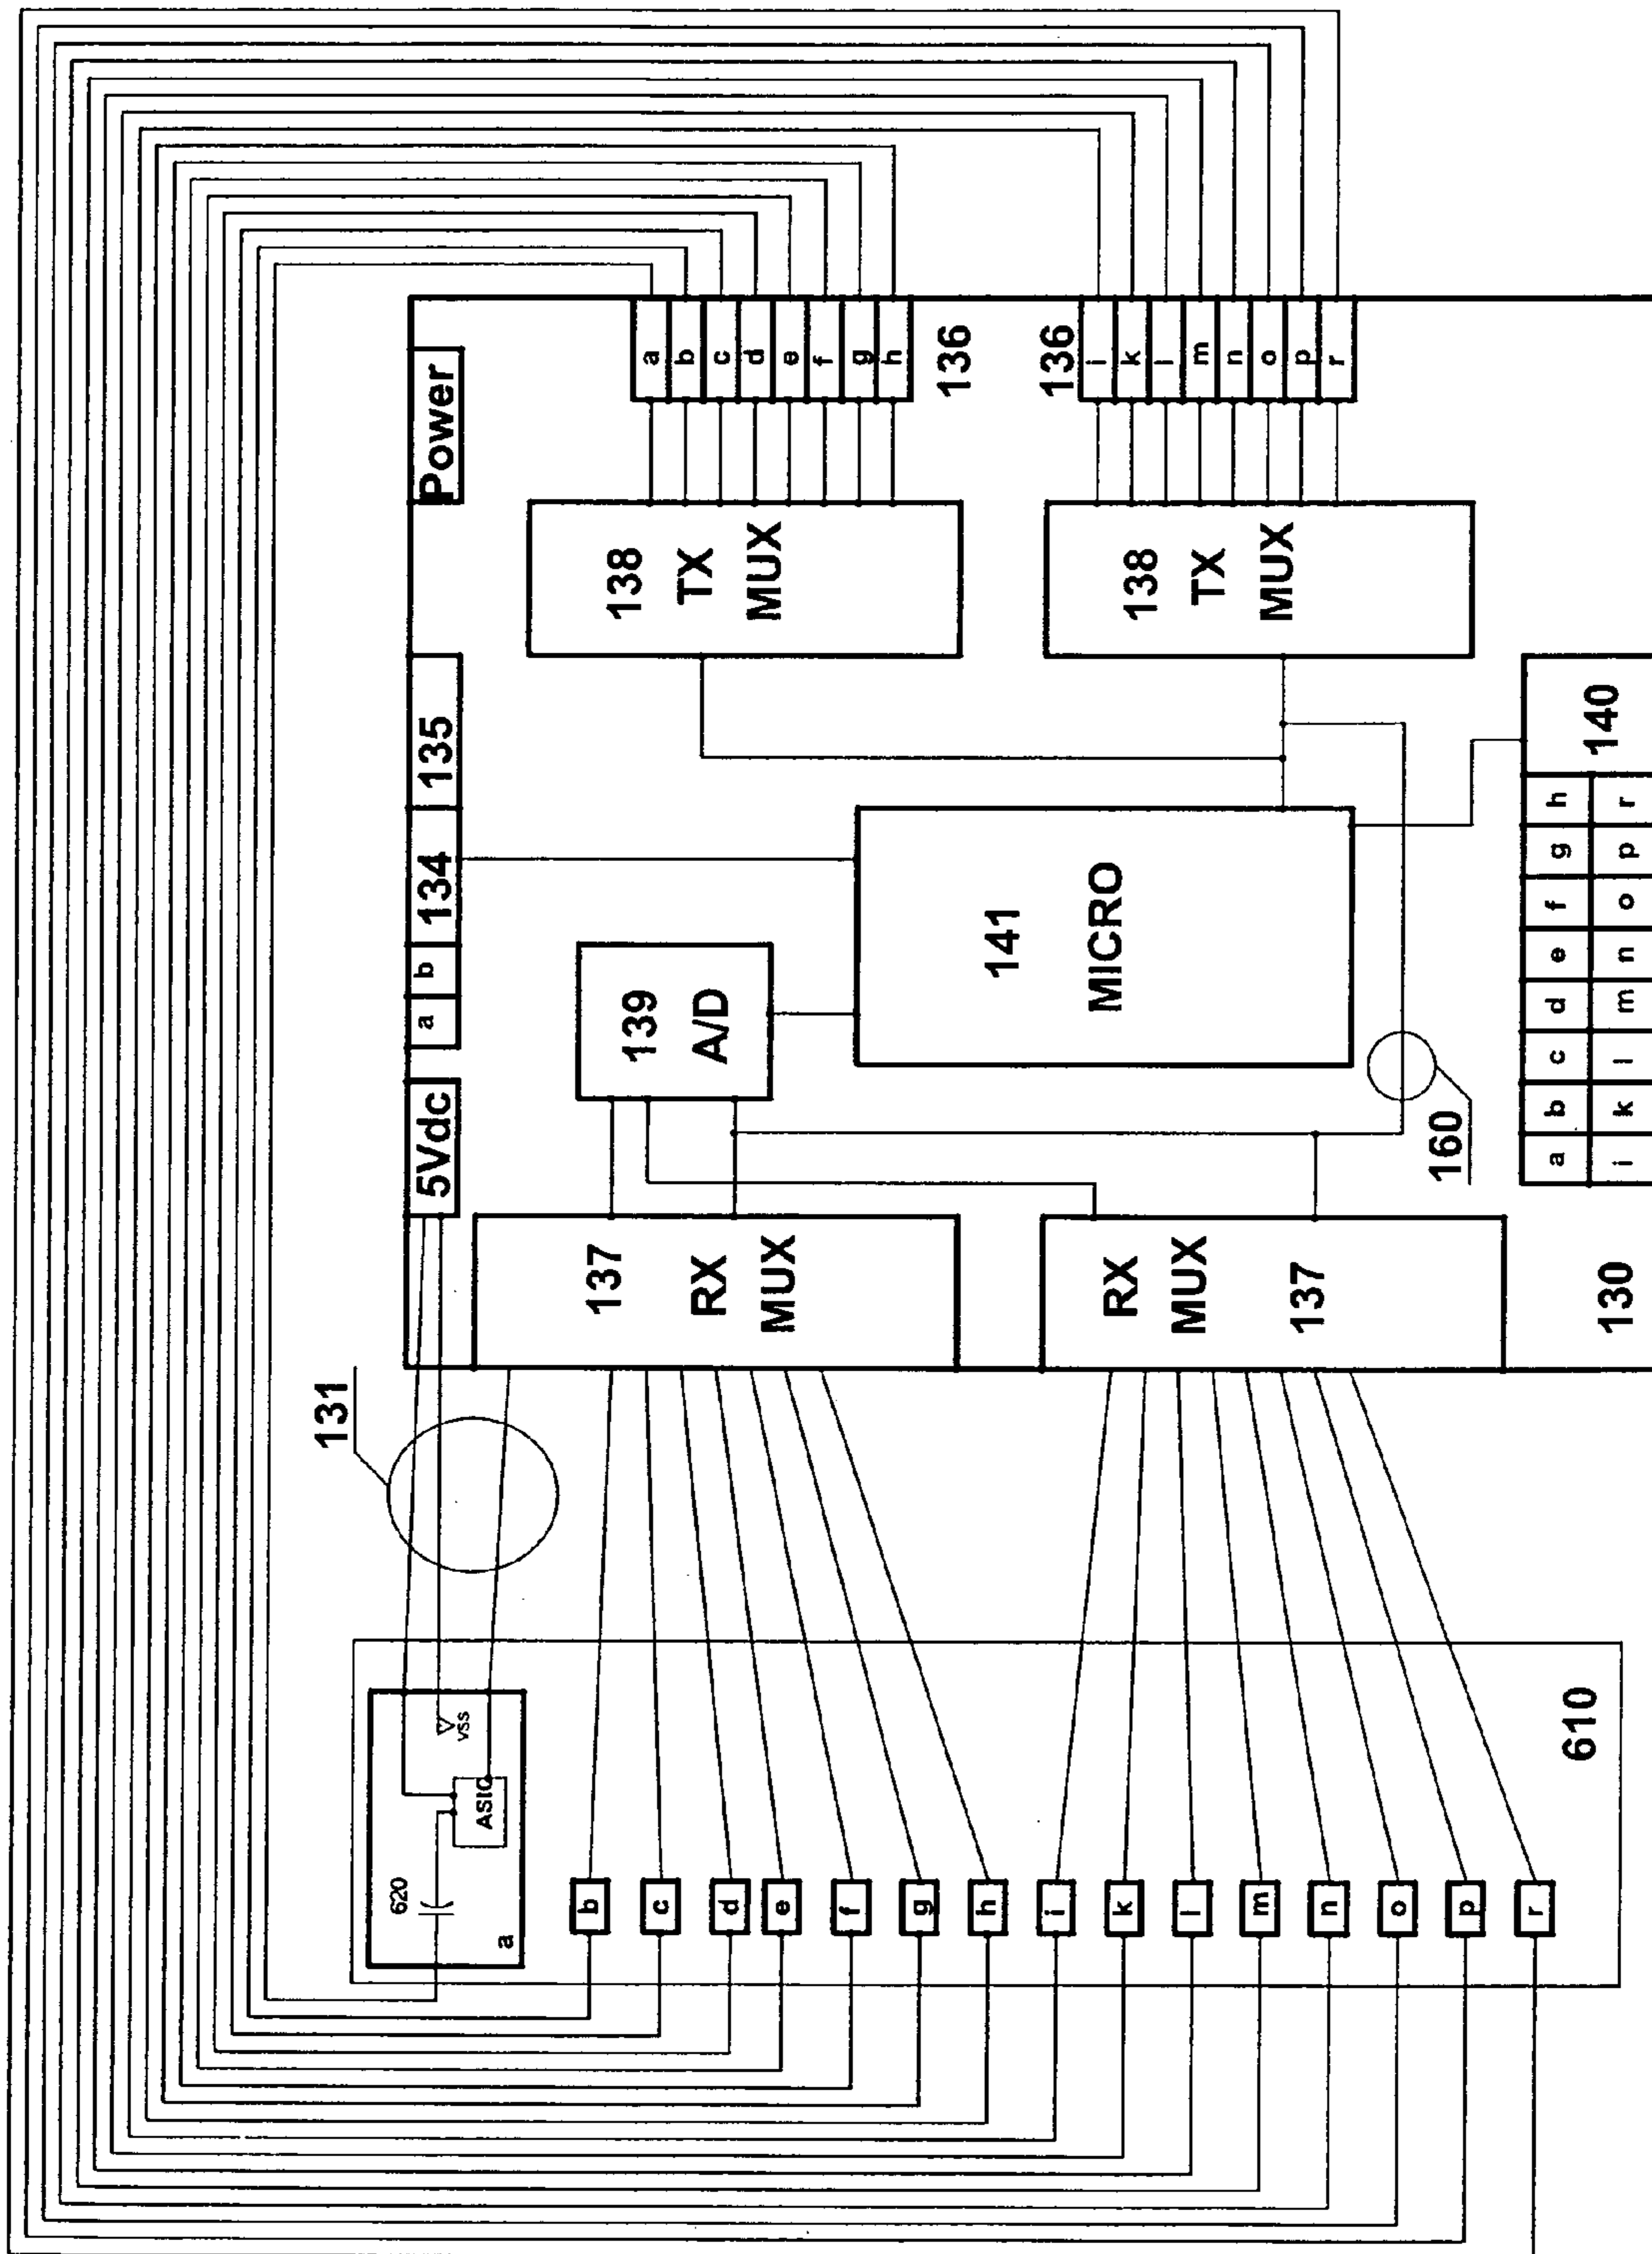 131
5Vdc
a b 134 135
Power
620
ASIC
VSS
a
b
c
d
e
f
g
h
i
k
l
m
n
o
p
r
610
137
RX
MUX
RX
MUX
137
139
A/D
141
MICRO
138
TX
MUX
138
TX
MUX
a
b
c
d
e
f
g
h
136
136
i
k
l
m
n
o
p
r
160
a b c d e f g h
i k l m n o p r
140
130